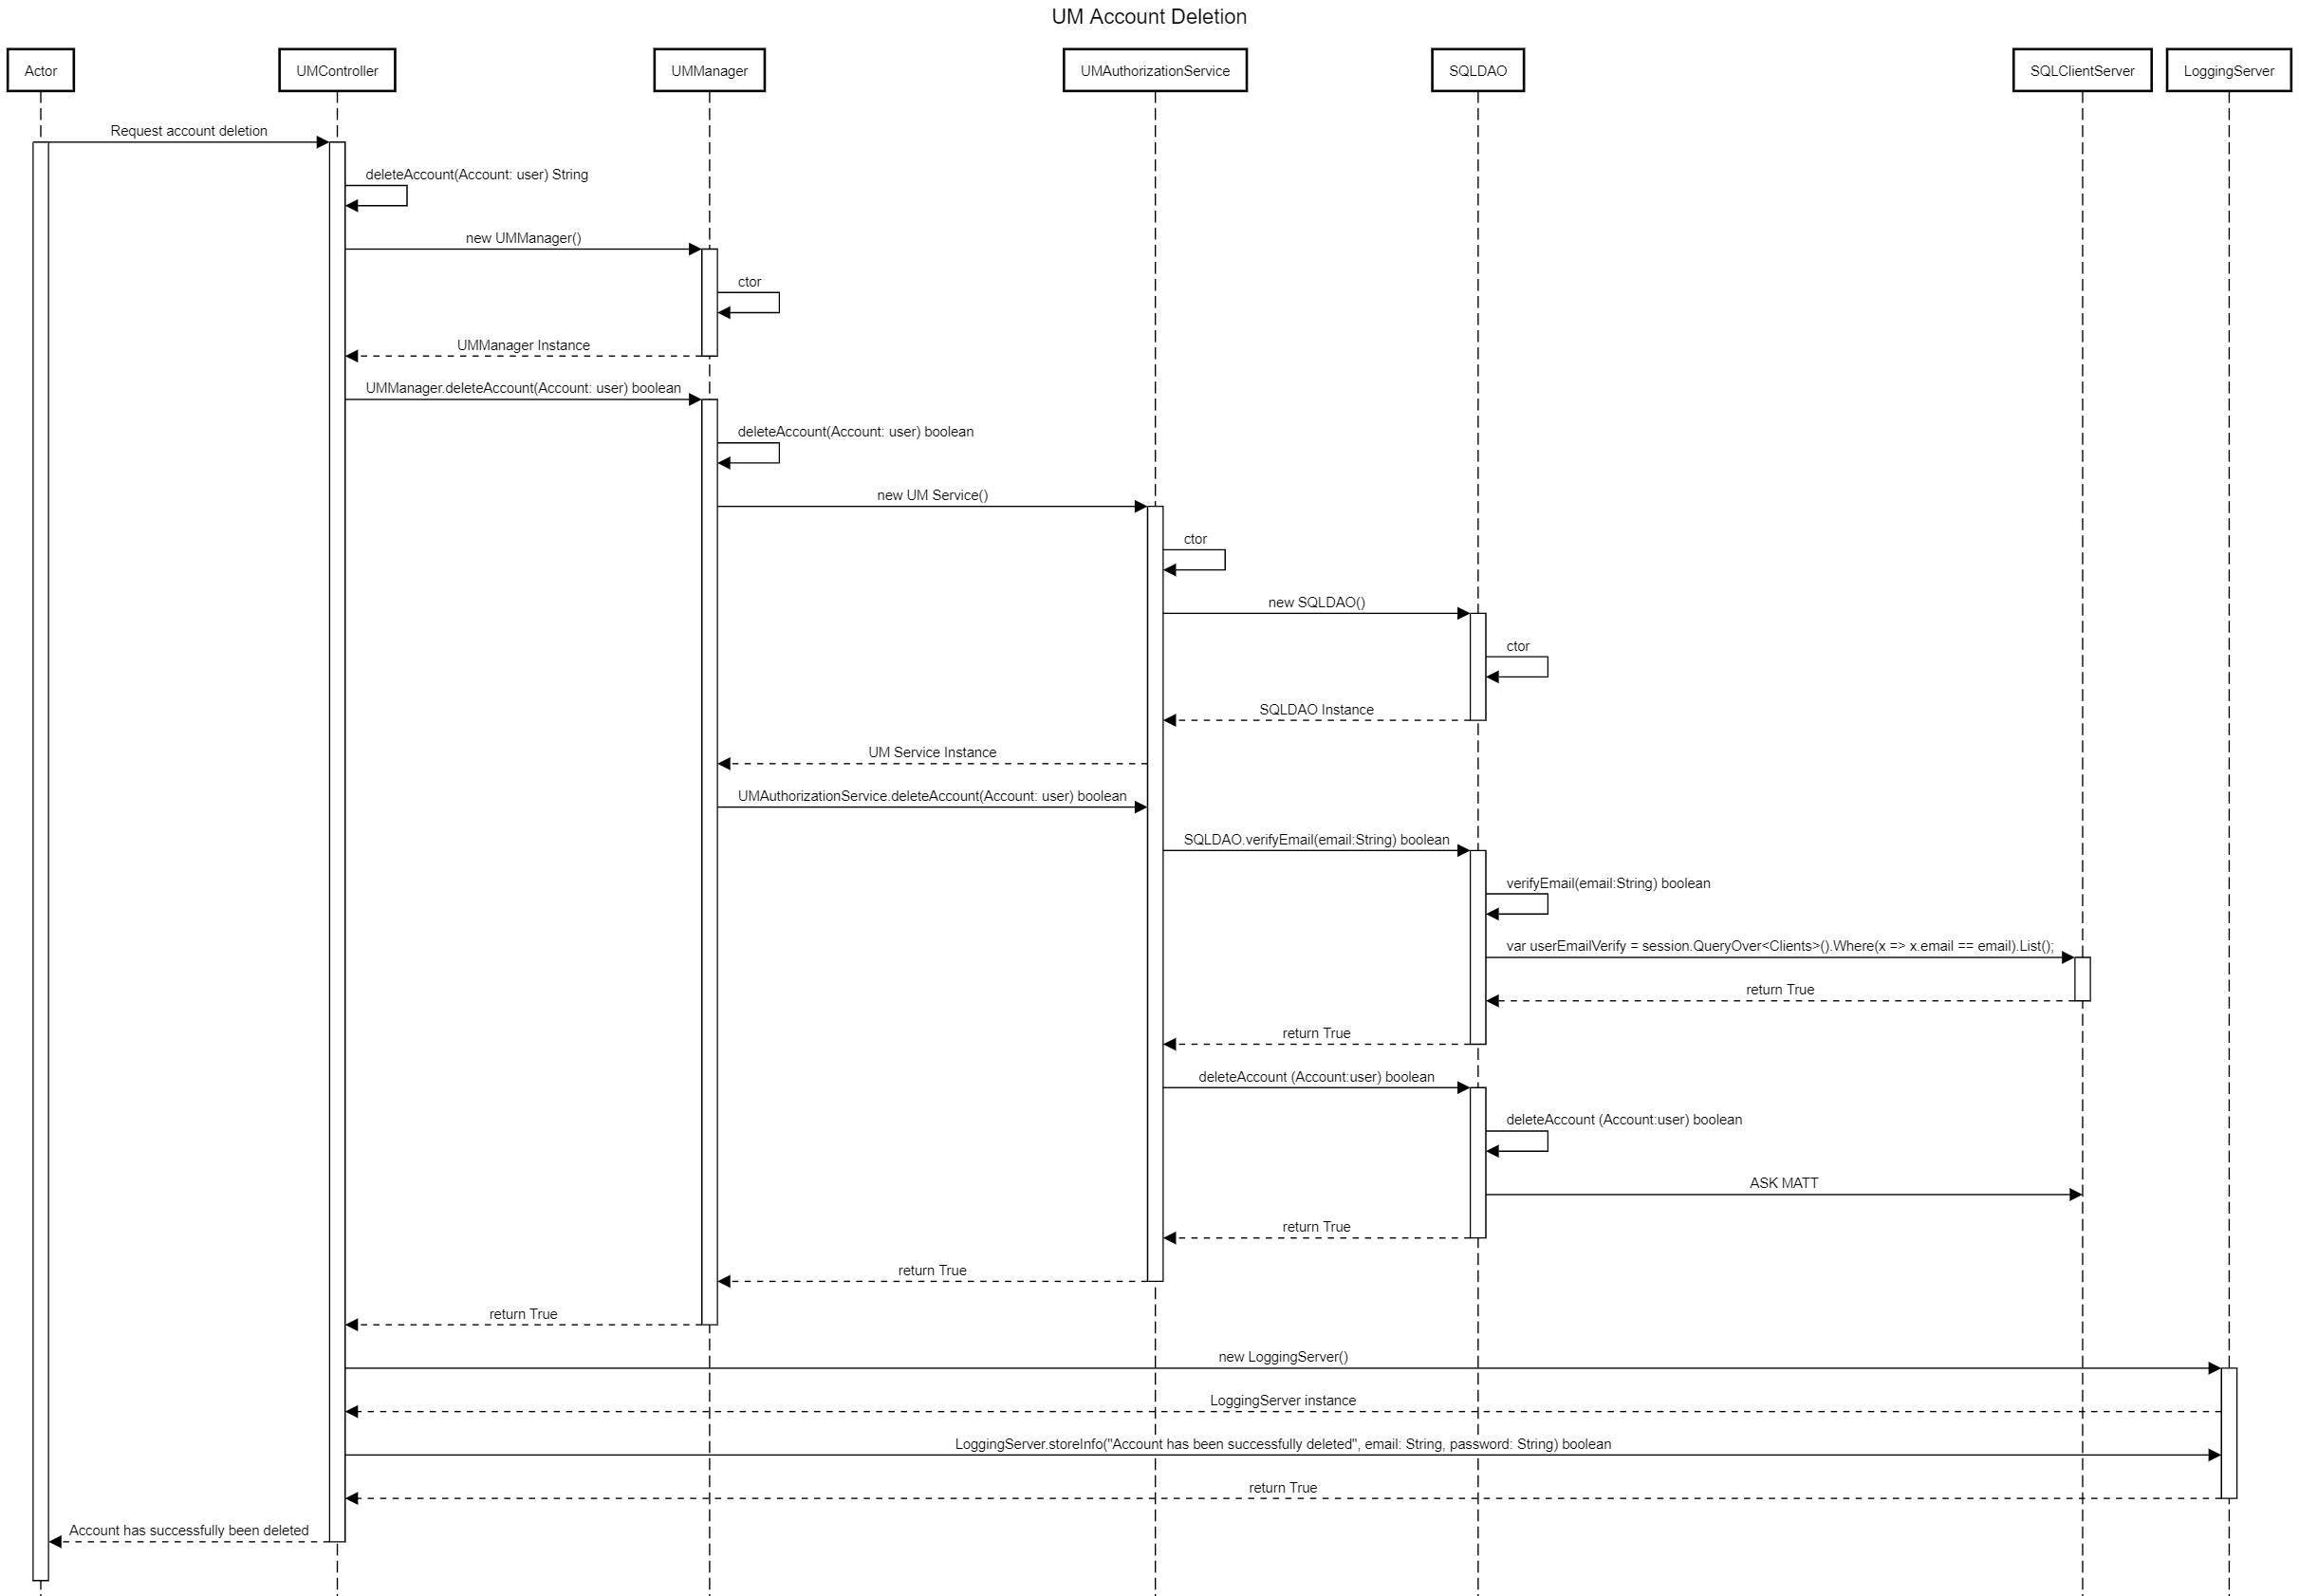 UM Account Deletion
Actor
UMController
UMManager
UMAuthorizationService
SQLDAO
SQLClientServer
LoggingServer
Request account deletion
deleteAccount(Account: user) String
new UMManager()
ctor
UMManager Instance
UMManager.deleteAccount(Account: user) boolean
deleteAccount(Account: user) boolean
new UM Service()
ctor
new SQLDAO()
ctor
SQLDAO Instance
UM Service Instance
UMAuthorizationService.deleteAccount(Account: user) boolean
SQLDAO.verifyEmail(email:String) boolean
verifyEmail(email:String) boolean
var userEmailVerify = session.QueryOver<Clients>().Where(x => x.email == email).List();
return True
return True
deleteAccount (Account:user) boolean
deleteAccount (Account:user) boolean
ASK MATT
return True
return True
return True
new LoggingServer()
LoggingServer instance
LoggingServer.storeInfo("Account has been successfully deleted", email: String, password: String) boolean
return True
Account has successfully been deleted